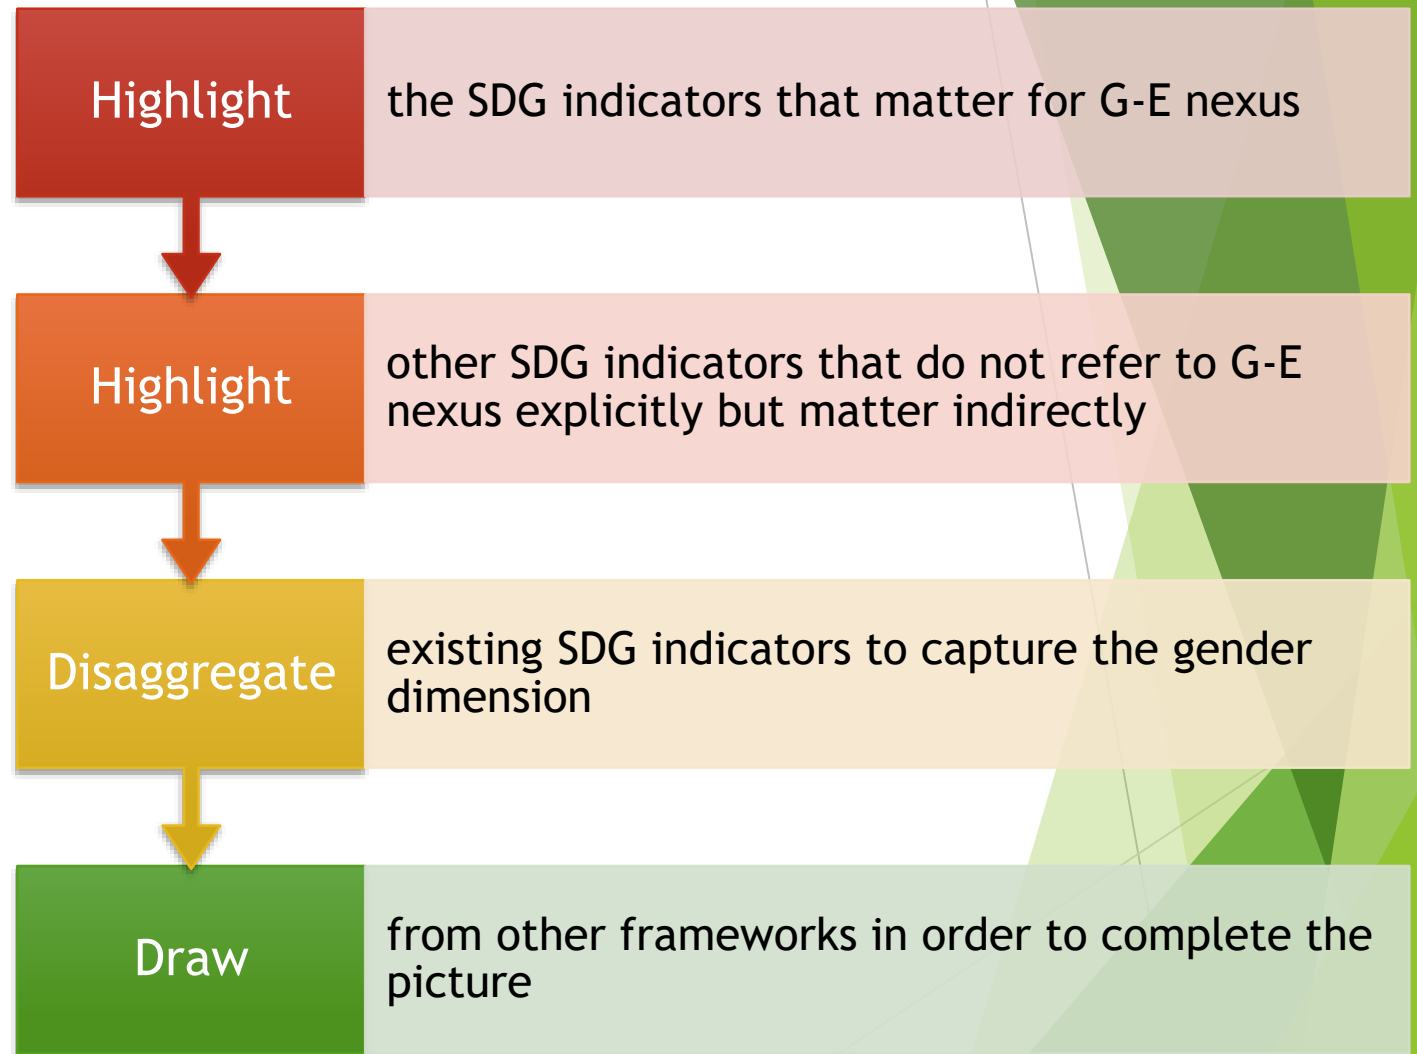 Highlight
the SDG indicators that matter for G-E nexus
Highlight
other SDG indicators that do not refer to G-E
nexus explicitly but matter indirectly
Disaggregate
existing SDG indicators to capture the gender
dimension
Draw
from other frameworks in order to complete the
picture